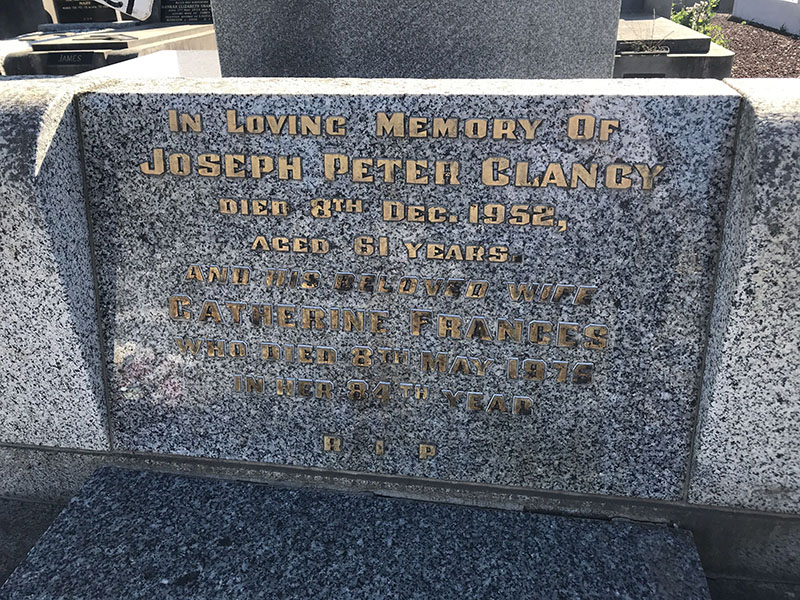 JAMES
IN LOVING MEMORY OF
JOSEPH PETER CLANCY
DIED 8TH DEC. 1952,
AGED 61 YEARS.
AND HIS BELOVED WIFE
CATHERINE FRANCES
WHO DIED 8TH MAY 1975
IN HER 84TH YEAR
R I P